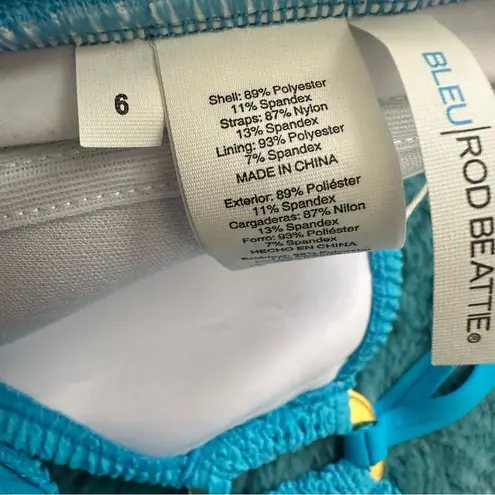 6
Shell: 89% Polyester
11% Spandex
Straps: 87% Nylon
13% Spandex
Lining: 93% Polyester
7% Spandex
MADE IN CHINA
Exterior: 89% Poliéster
11% Spandex
Cargaderas: 87% Nilon
13% Spandex
Forro: 93% Poliéster
7% Spandex
HECHO EN CHINA
BLEU|ROD BEATTIE®